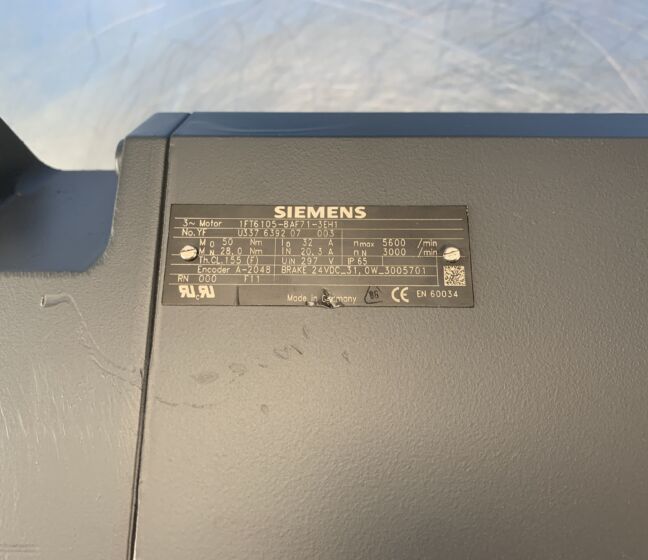 SIEMENS
3~ Motor 1FT6105-8AF71-3EH1
No.YF U337 6392 07 003
M0 50 Nm I0 32 A nmax 5600 /min
MN 28,0 Nm IN 20,3 A nN 3000 /min
Th.CL.155 (F) UIN 297 V IP 65
Encoder A-2048 BRAKE 24VDC_31,0W_3005701
RN 000 F11
Made in Germany CE EN 60034